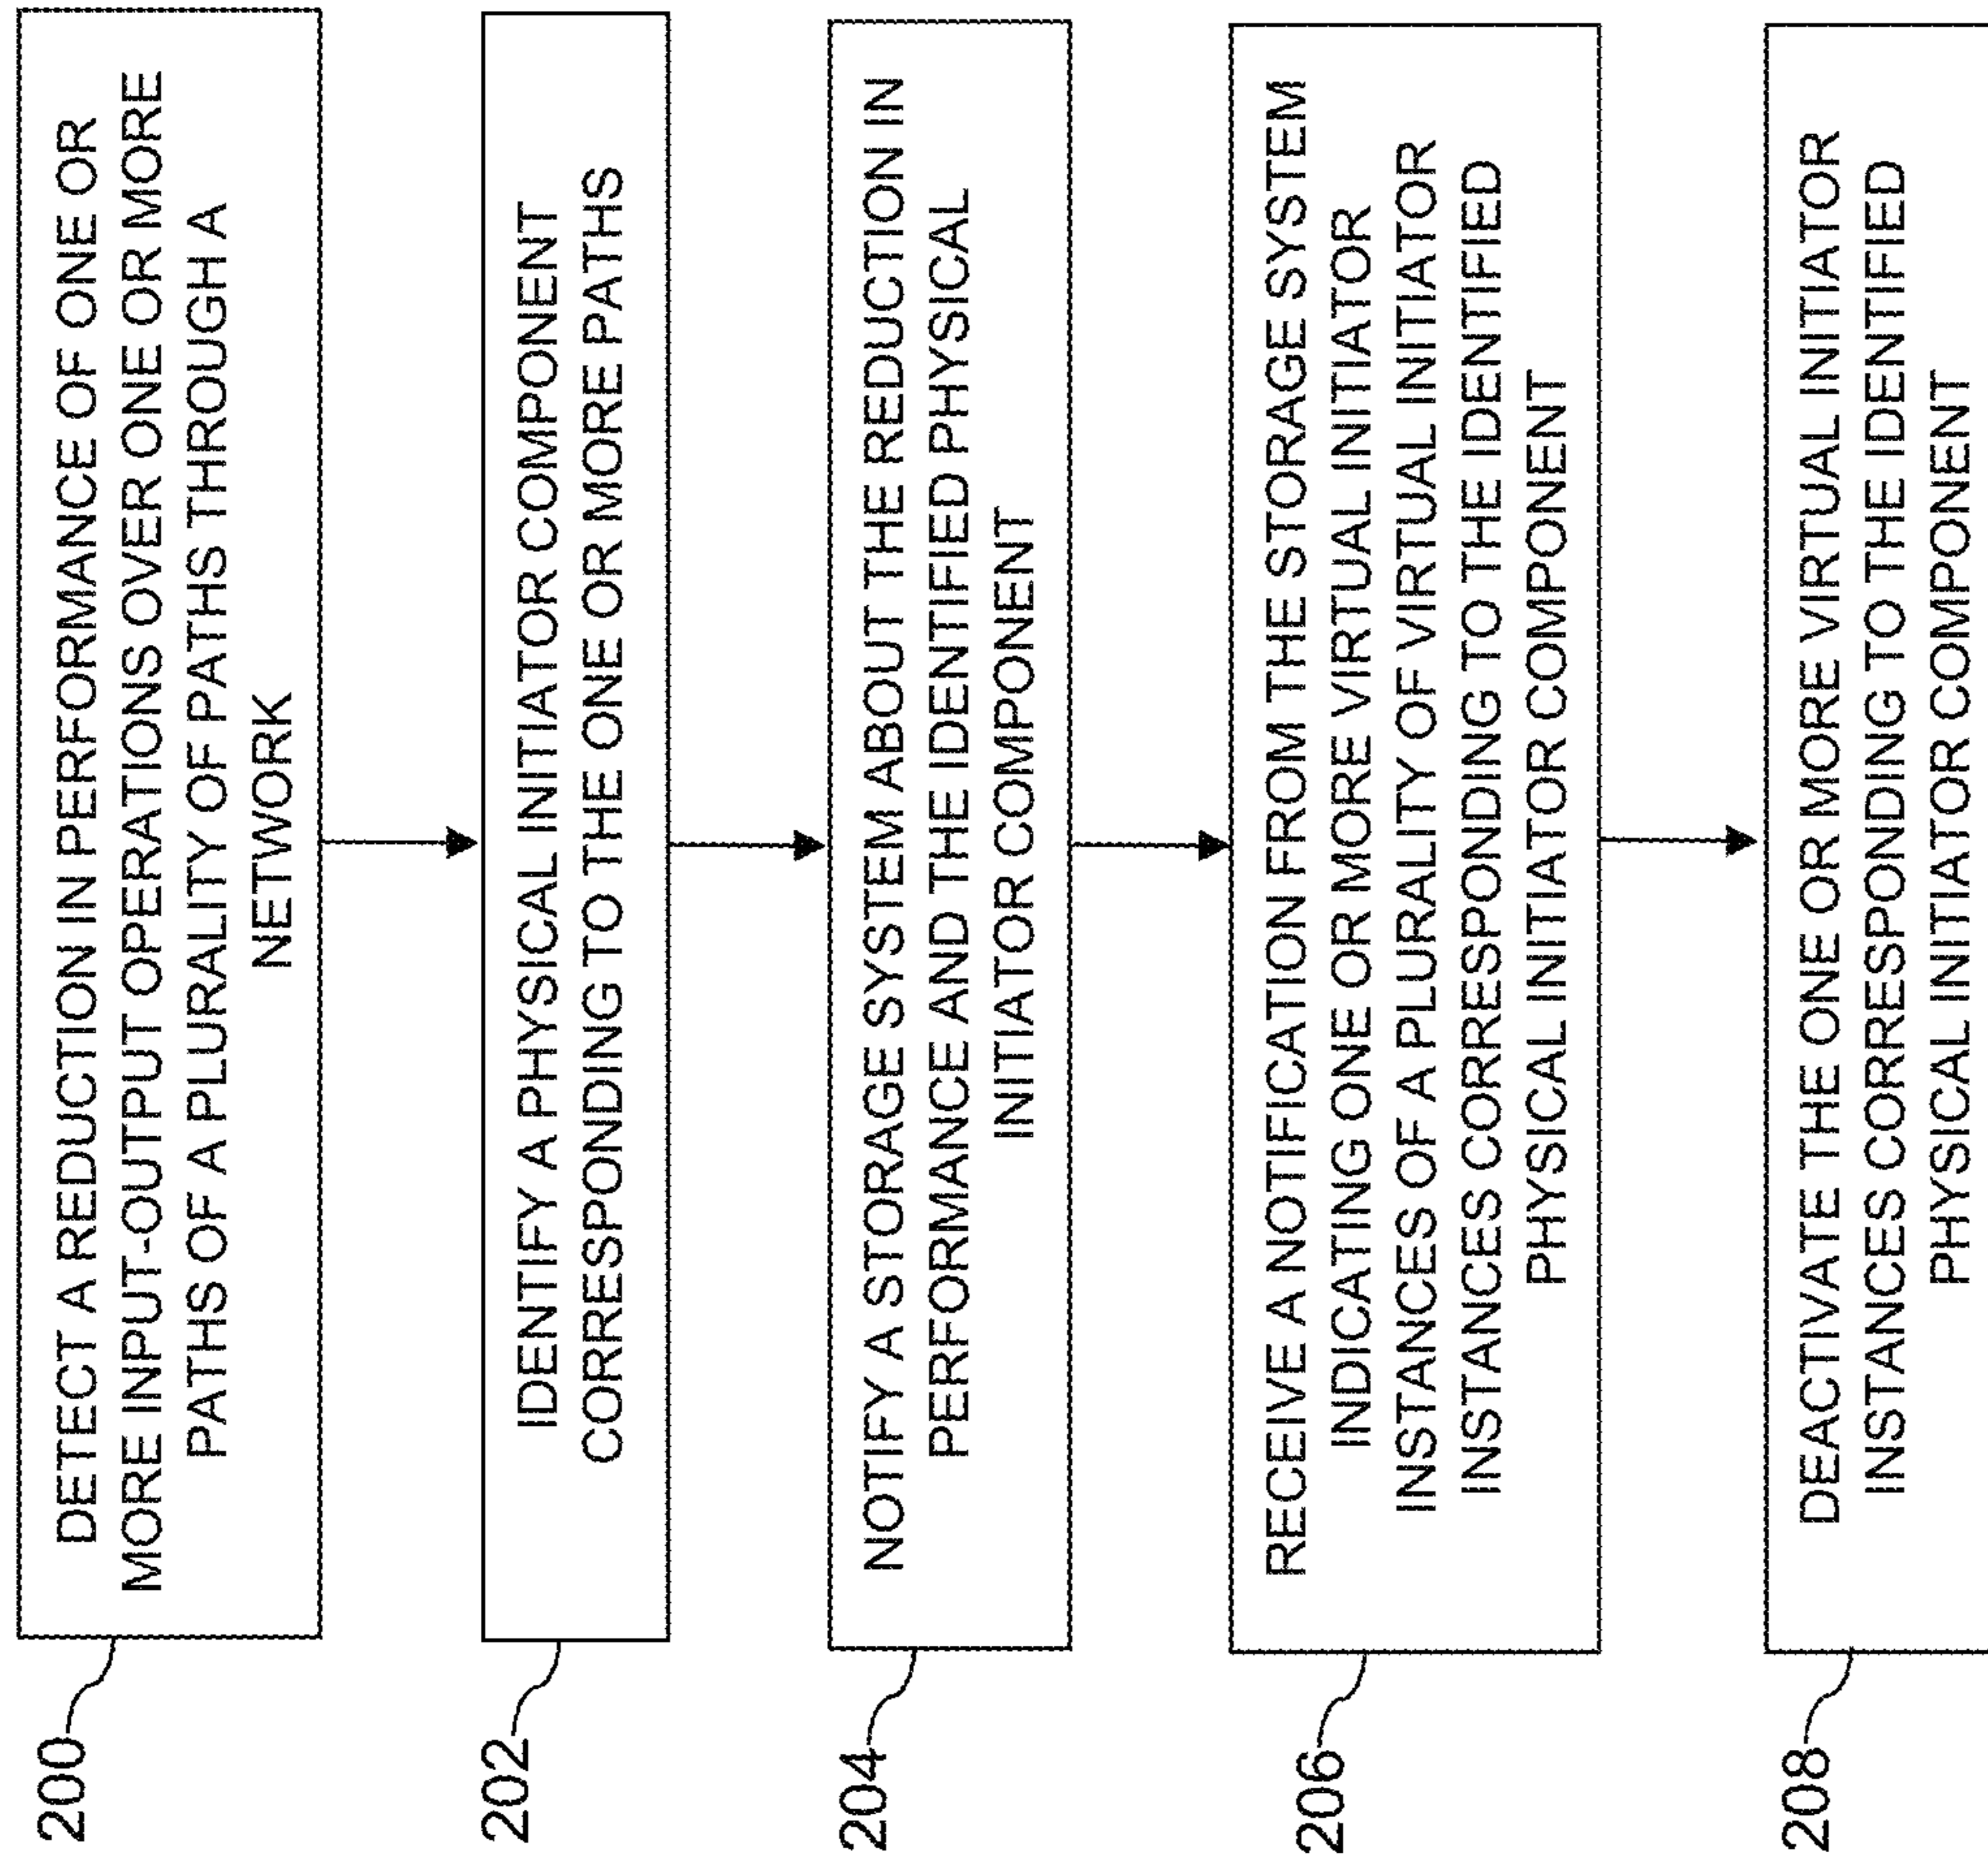 200
DETECT A REDUCTION IN PERFORMANCE OF ONE OR
MORE INPUT-OUTPUT OPERATIONS OVER ONE OR MORE
PATHS OF A PLURALITY OF PATHS THROUGH A
NETWORK
202
IDENTIFY A PHYSICAL INITIATOR COMPONENT
CORRESPONDING TO THE ONE OR MORE PATHS
204
NOTIFY A STORAGE SYSTEM ABOUT THE REDUCTION IN
PERFORMANCE AND THE IDENTIFIED PHYSICAL
INITIATOR COMPONENT
206
RECEIVE A NOTIFICATION FROM THE STORAGE SYSTEM
INDICATING ONE OR MORE VIRTUAL INITIATOR
INSTANCES OF A PLURALITY OF VIRTUAL INITIATOR
INSTANCES CORRESPONDING TO THE IDENTIFIED
PHYSICAL INITIATOR COMPONENT
208
DEACTIVATE THE ONE OR MORE VIRTUAL INITIATOR
INSTANCES CORRESPONDING TO THE IDENTIFIED
PHYSICAL INITIATOR COMPONENT